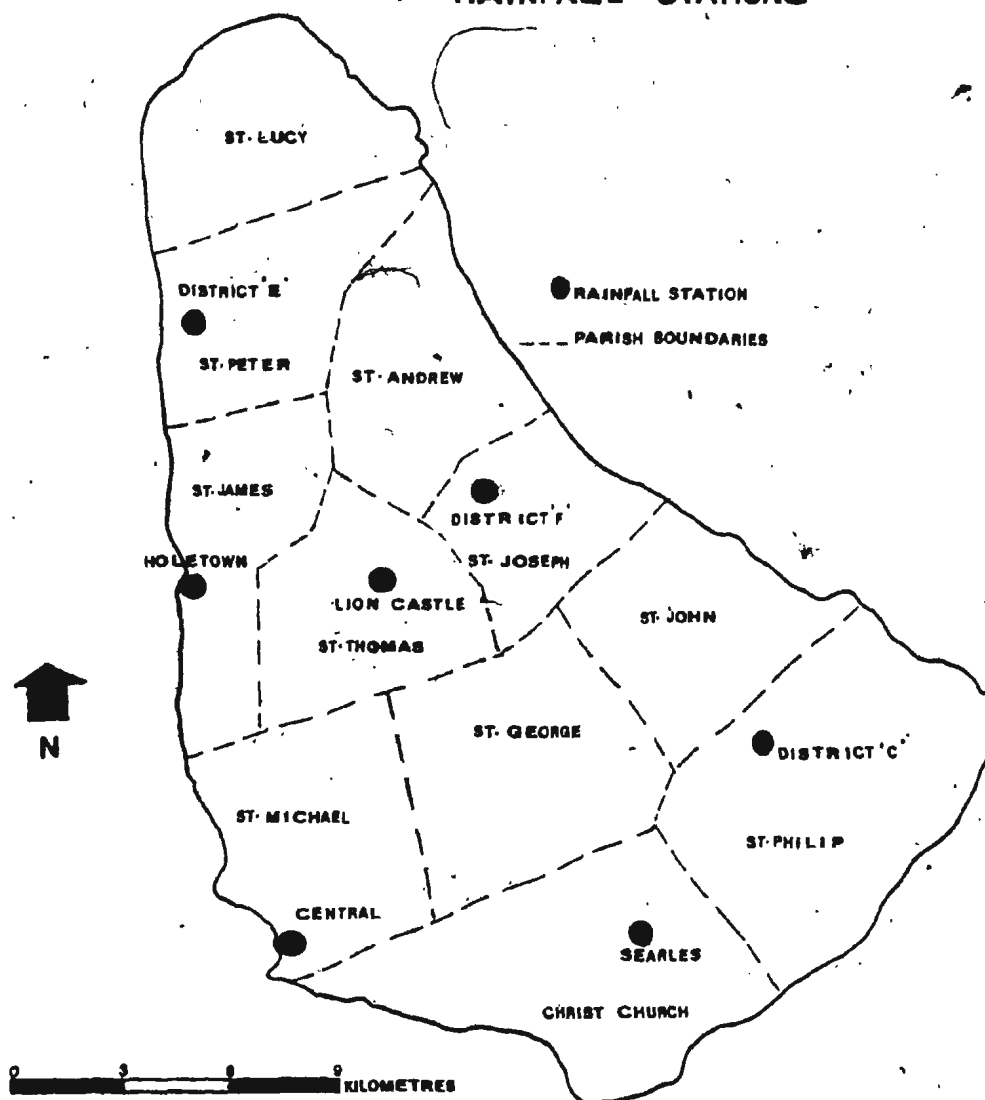 RAINFALL STATIONS
ST. LUCY
DISTRICT 'E'
RAINFALL STATION
PARISH BOUNDARIES
ST. PETER
ST. ANDREW
ST. JAMES
DISTRICT 'F'
HOLETOWN
ST. JOSEPH
LION CASTLE
ST. JOHN
ST. THOMAS
N
ST. GEORGE
DISTRICT 'C'
ST. MICHAEL
ST. PHILIP
CENTRAL
SEARLES
CHRIST CHURCH
0 3 6 9
KILOMETRES